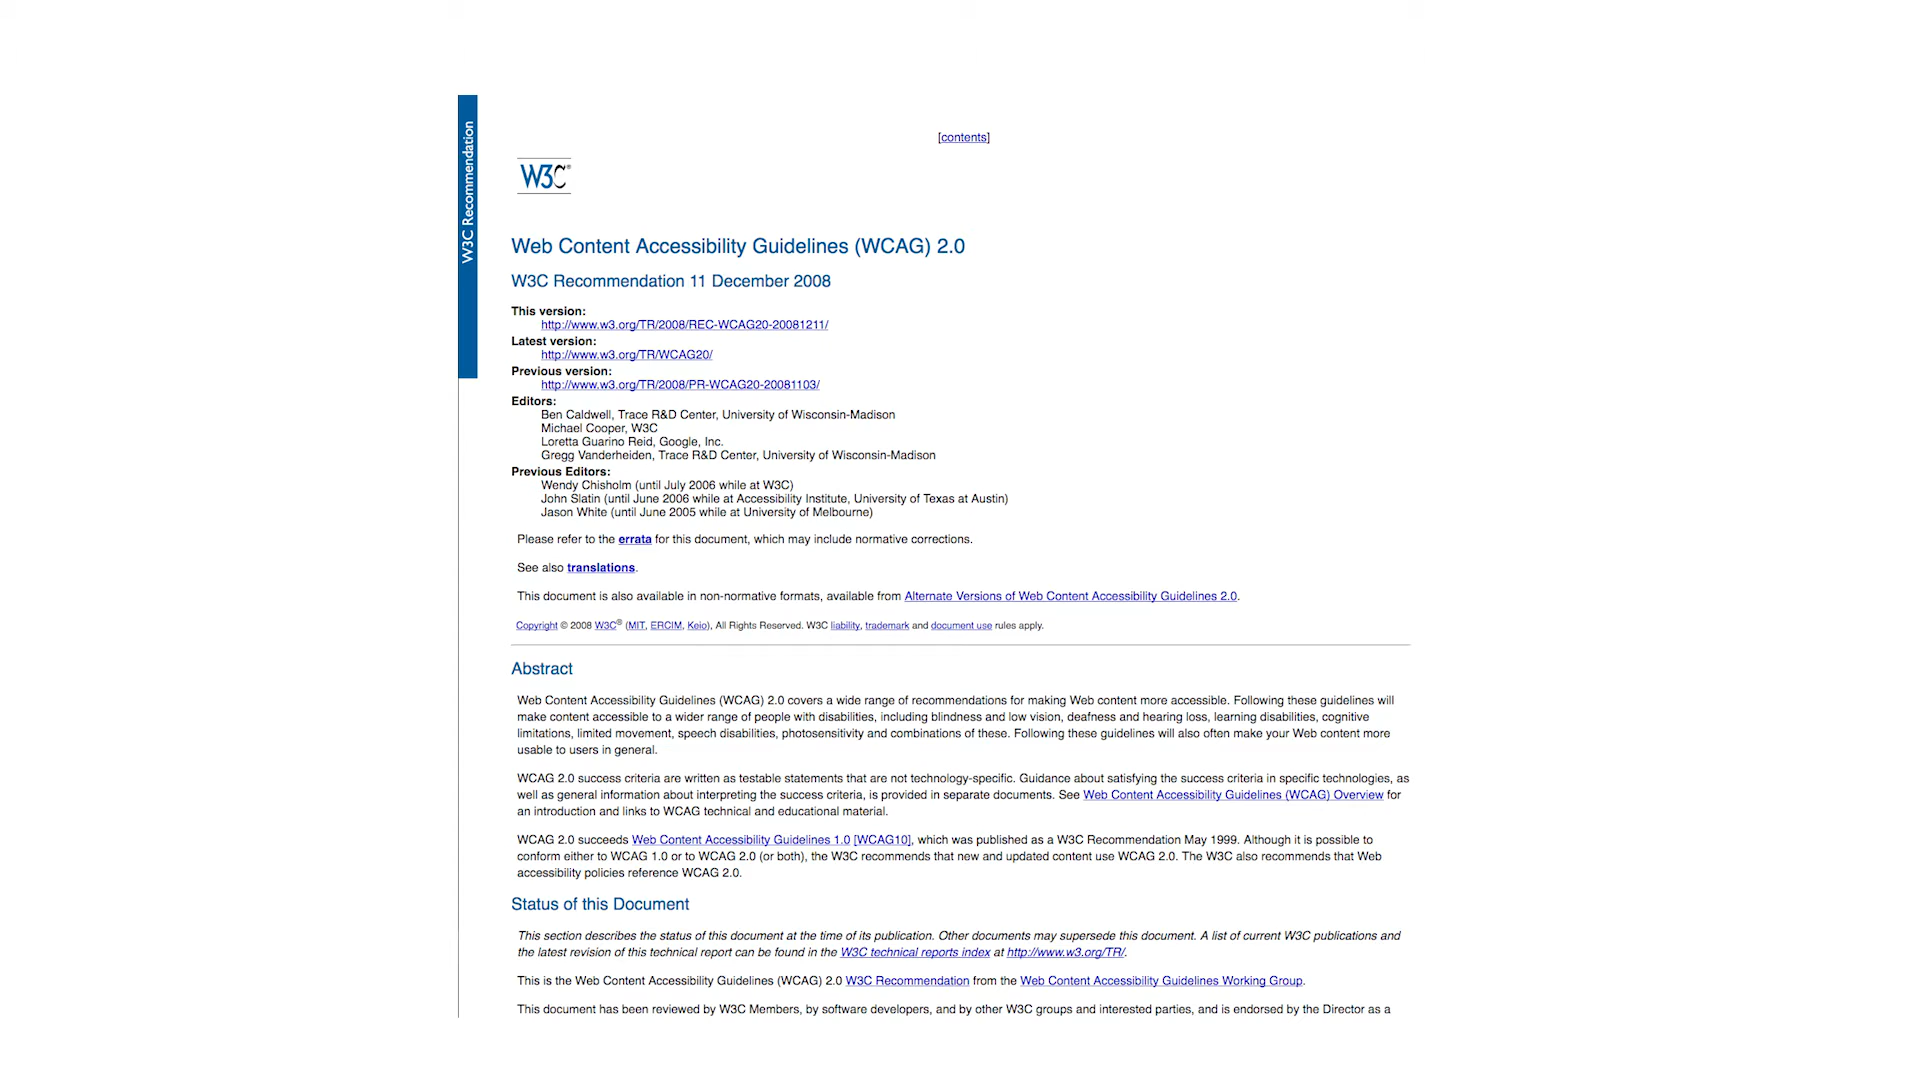 W3C Recommendation
[contents]
W3C®
Web Content Accessibility Guidelines (WCAG) 2.0
W3C Recommendation 11 December 2008
This version:
http://www.w3.org/TR/2008/REC-WCAG20-20081211/
Latest version:
http://www.w3.org/TR/WCAG20/
Previous version:
http://www.w3.org/TR/2008/PR-WCAG20-20081103/
Editors:
Ben Caldwell, Trace R&D Center, University of Wisconsin-Madison
Michael Cooper, W3C
Loretta Guarino Reid, Google, Inc.
Gregg Vanderheiden, Trace R&D Center, University of Wisconsin-Madison
Previous Editors:
Wendy Chisholm (until July 2006 while at W3C)
John Slatin (until June 2006 while at Accessibility Institute, University of Texas at Austin)
Jason White (until June 2005 while at University of Melbourne)
Please refer to the errata for this document, which may include normative corrections.
See also translations.
This document is also available in non-normative formats, available from Alternate Versions of Web Content Accessibility Guidelines 2.0.
Copyright © 2008 W3C® (MIT, ERCIM, Keio), All Rights Reserved. W3C liability, trademark and document use rules apply.
Abstract
Web Content Accessibility Guidelines (WCAG) 2.0 covers a wide range of recommendations for making Web content more accessible. Following these guidelines will
make content accessible to a wider range of people with disabilities, including blindness and low vision, deafness and hearing loss, learning disabilities, cognitive
limitations, limited movement, speech disabilities, photosensitivity and combinations of these. Following these guidelines will also often make your Web content more
usable to users in general.
WCAG 2.0 success criteria are written as testable statements that are not technology-specific. Guidance about satisfying the success criteria in specific technologies, as
well as general information about interpreting the success criteria, is provided in separate documents. See Web Content Accessibility Guidelines (WCAG) Overview for
an introduction and links to WCAG technical and educational material.
WCAG 2.0 succeeds Web Content Accessibility Guidelines 1.0 [WCAG10], which was published as a W3C Recommendation May 1999. Although it is possible to
conform either to WCAG 1.0 or to WCAG 2.0 (or both), the W3C recommends that new and updated content use WCAG 2.0. The W3C also recommends that Web
accessibility policies reference WCAG 2.0.
Status of this Document
This section describes the status of this document at the time of its publication. Other documents may supersede this document. A list of current W3C publications and
the latest revision of this technical report can be found in the W3C technical reports index at http://www.w3.org/TR/.
This is the Web Content Accessibility Guidelines (WCAG) 2.0 W3C Recommendation from the Web Content Accessibility Guidelines Working Group.
This document has been reviewed by W3C Members, by software developers, and by other W3C groups and interested parties, and is endorsed by the Director as a